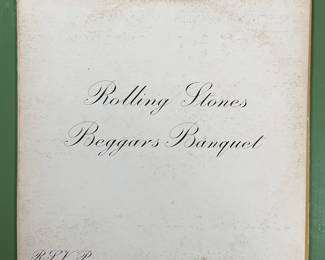 Rolling Stones
Beggars Banquet
R.S.V.P.